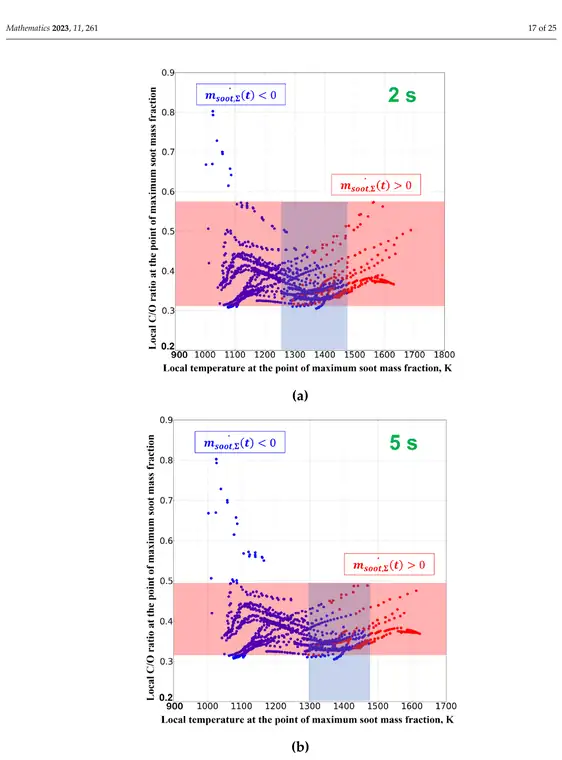 Mathematics 2023, 11, 261
17 of 25
0.9
0.8
0.7
0.6
0.5
0.4
0.3
0.2
Local C/O ratio at the point of maximum soot mass fraction
ṁsoot,Σ(t) < 0
2 s
ṁsoot,Σ(t) > 0
900 1000 1100 1200 1300 1400 1500 1600 1700 1800
Local temperature at the point of maximum soot mass fraction, K
(a)
0.9
0.8
0.7
0.6
0.5
0.4
0.3
0.2
Local C/O ratio at the point of maximum soot mass fraction
ṁsoot,Σ(t) < 0
5 s
ṁsoot,Σ(t) > 0
900 1000 1100 1200 1300 1400 1500 1600 1700
Local temperature at the point of maximum soot mass fraction, K
(b)